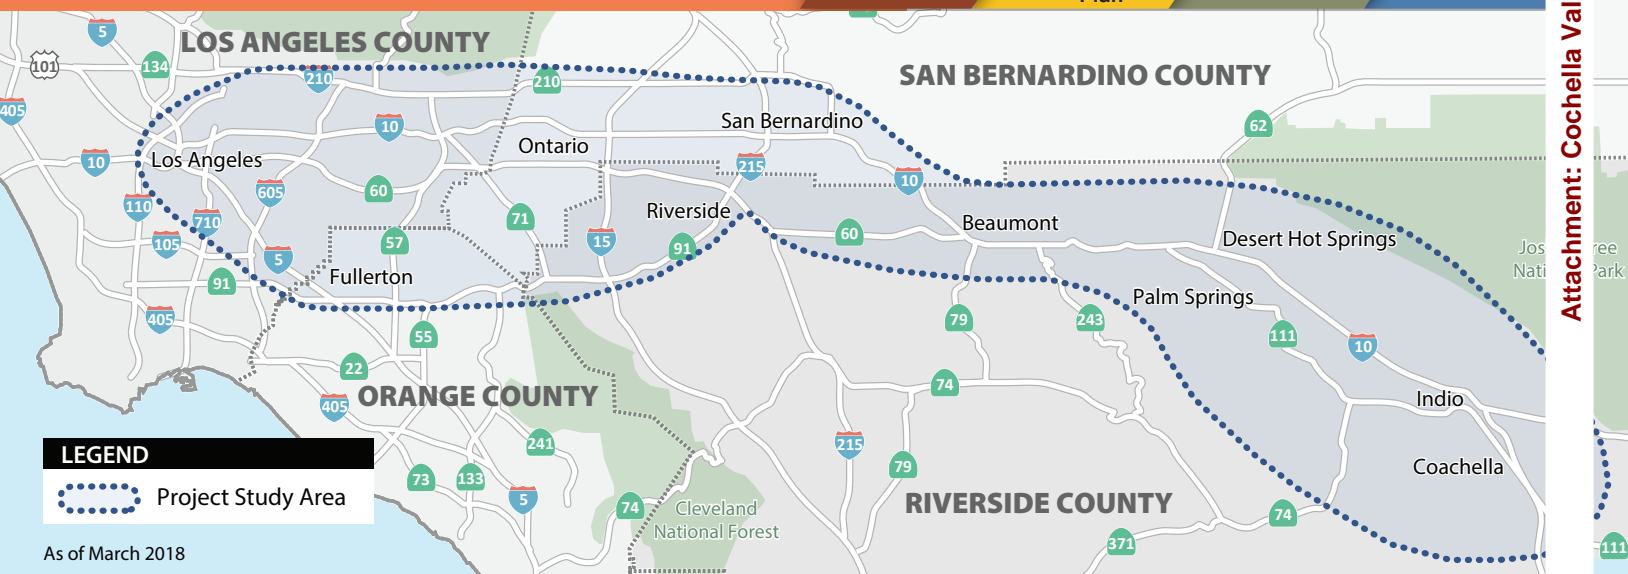 Plan
LOS ANGELES COUNTY
SAN BERNARDINO COUNTY
5
101
134
210
210
405
10
62
San Bernardino
Ontario
Los Angeles
10
215
10
605
60
110
710
71
Riverside
Beaumont
Desert Hot Springs
105
57
15
91
60
5
Fullerton
91
Palm Springs
405
55
79
243
111
10
22
74
405
ORANGE COUNTY
Indio
241
215
79
Coachella
73
133
5
74
Cleveland
National Forest
RIVERSIDE COUNTY
74
371
111
LEGEND
Project Study Area
As of March 2018
Attachment: Cochella Val